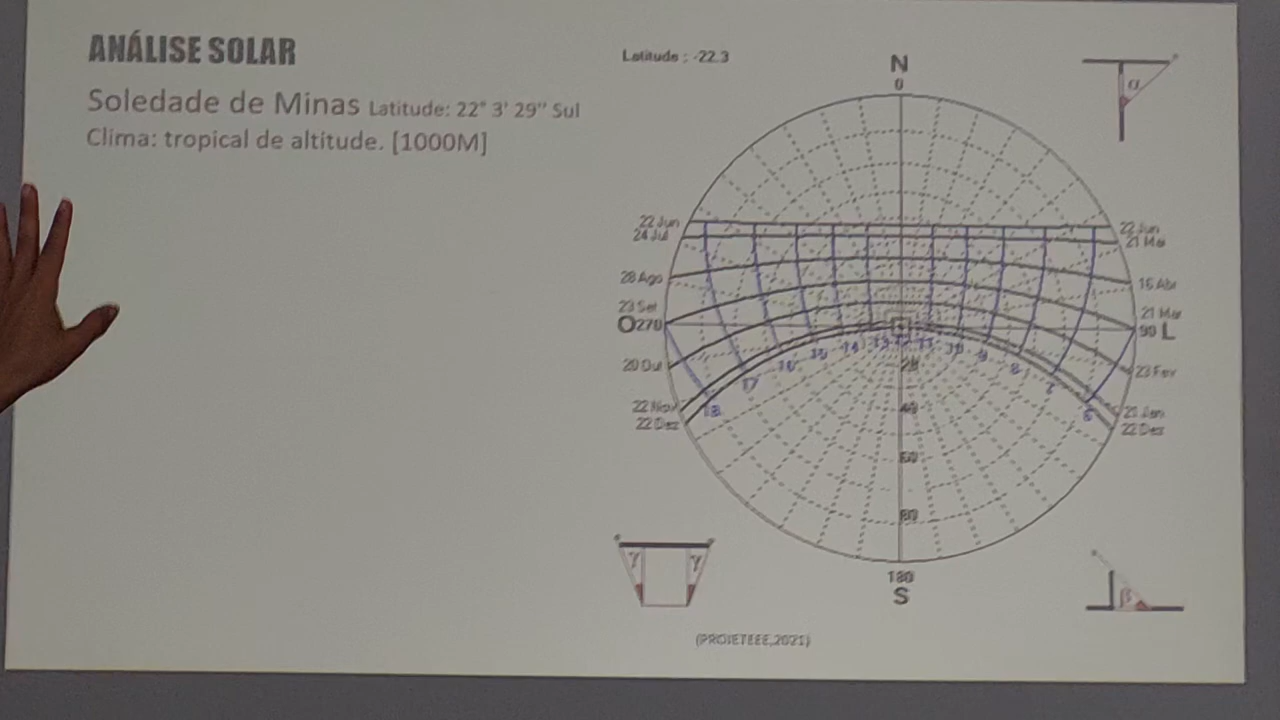 ANÁLISE SOLAR
Soledade de Minas Latitude: 22° 3' 29'' Sul
Clima: tropical de altitude. [1000M]
Latitude : -22.3
N
0
α
22 Jun
22 Jun
24 Jul
21 Mai
28 Ago
16 Abr
23 Set
21 Mar
O 270
90 L
20 Out
23 Fev
22 Nov
21 Jan
22 Dez
22 Dez
18
17
16
15
14
13
12
11
10
9
8
7
6
20
40
60
80
180
S
γ
γ
β
(PROJETEEE,2021)